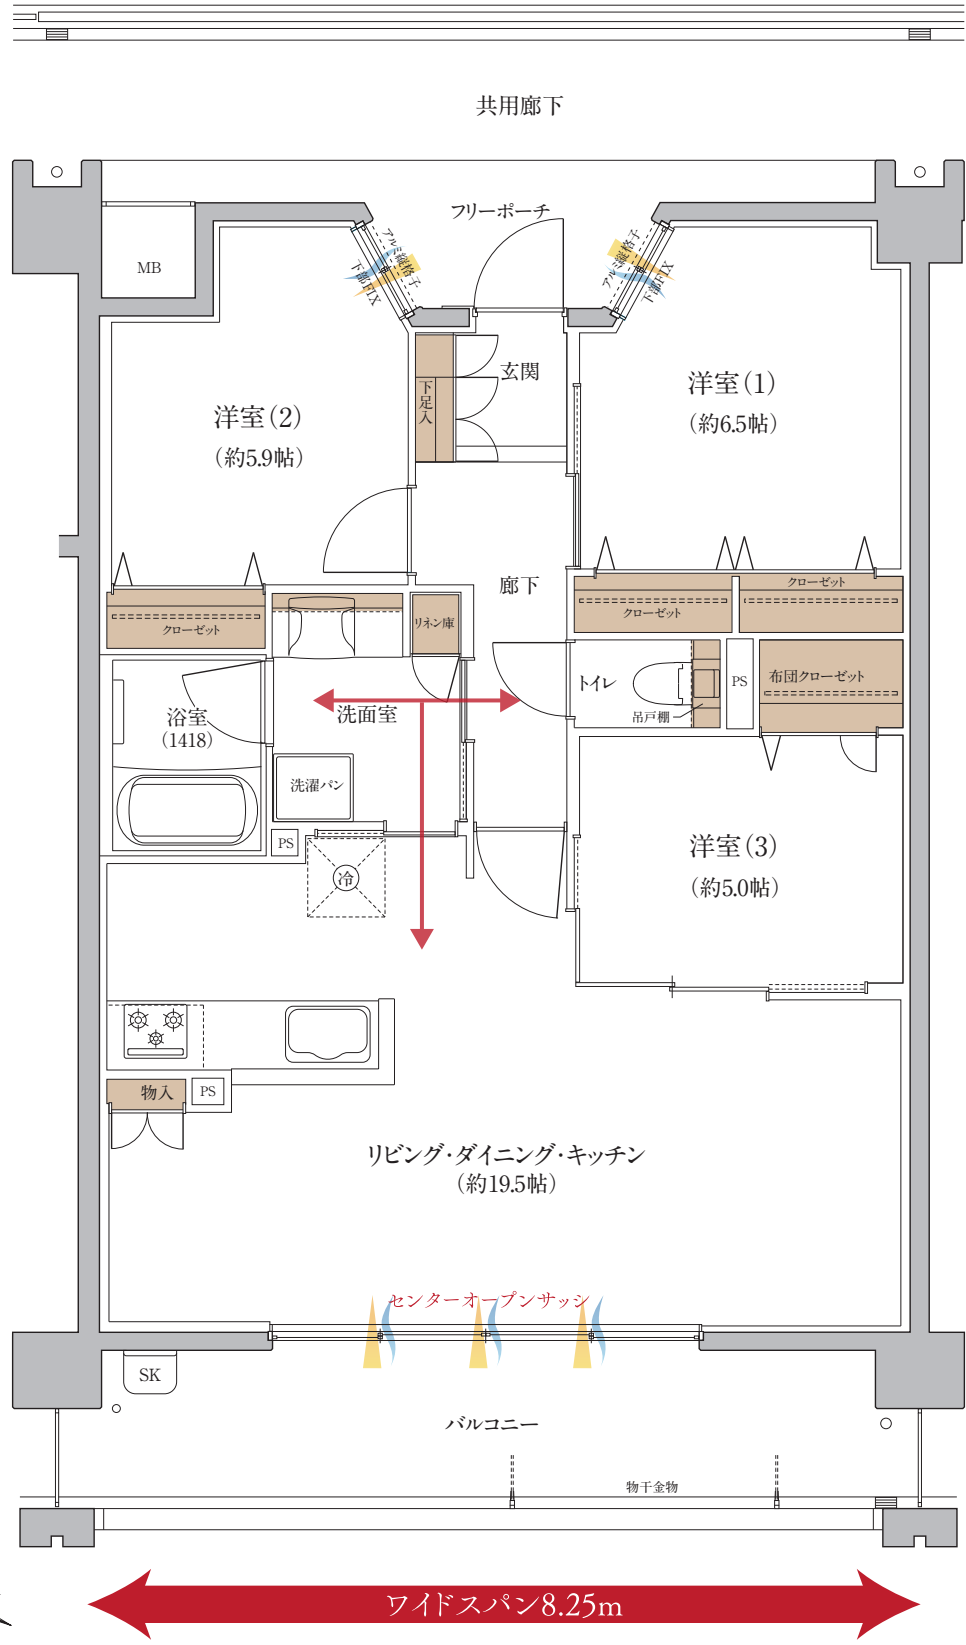 共用廊下
フリーポーチ
アルミ縦格子
下部FIX
アルミ縦格子
下部FIX
MB
玄関
下足入
洋室(1)
(約6.5帖)
洋室(2)
(約5.9帖)
廊下
クローゼット
クローゼット
クローゼット
リネン庫
トイレ
吊戸棚
PS
布団クローゼット
浴室
(1418)
洗面室
洗濯パン
PS
冷
洋室(3)
(約5.0帖)
物入
PS
リビング・ダイニング・キッチン
(約19.5帖)
センターオープンサッシ
SK
バルコニー
物干金物
ワイドスパン8.25m